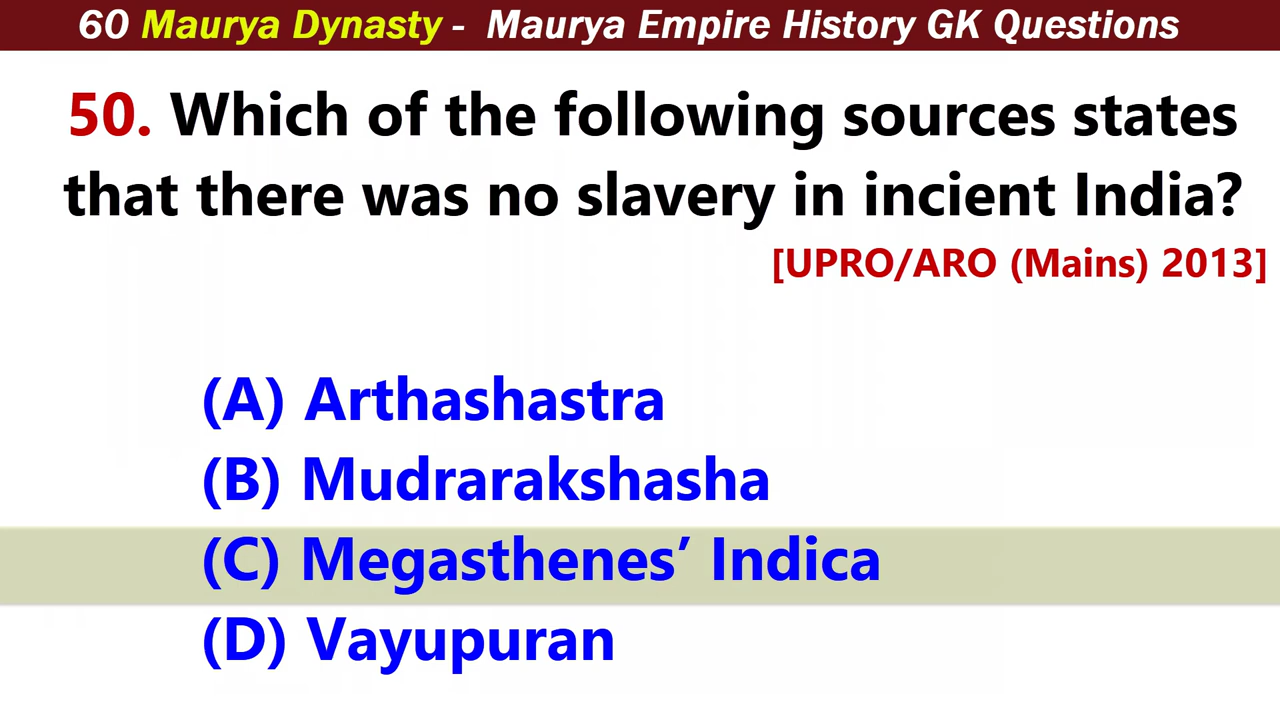 60 Maurya Dynasty - Maurya Empire History GK Questions
50. Which of the following sources states
that there was no slavery in incient India?
[UPRO/ARO (Mains) 2013]
(A) Arthashastra
(B) Mudrarakshasha
(C) Megasthenes’ Indica
(D) Vayupuran